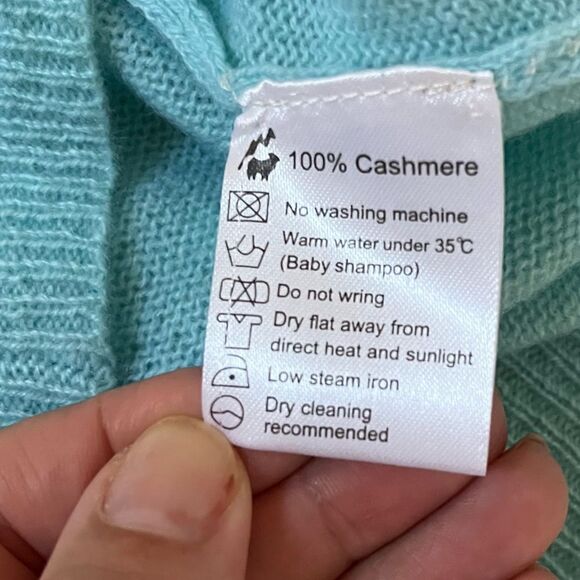 100% Cashmere
No washing machine
Warm water under 35℃
(Baby shampoo)
Do not wring
Dry flat away from
direct heat and sunlight
Low steam iron
Dry cleaning
recommended